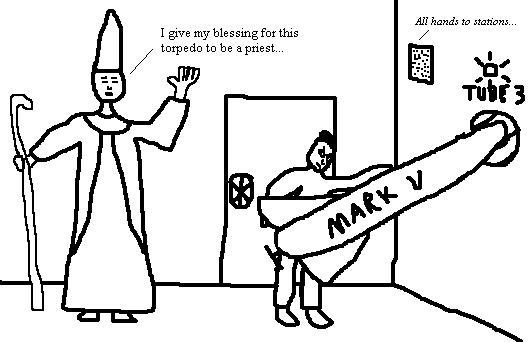 I give my blessing for this
torpedo to be a priest...
All hands to stations...
TUBE 3
MARK V